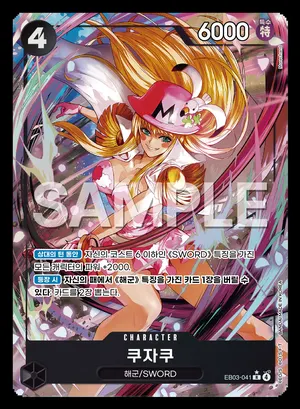 4
6000
특수
特
M
SAMPLE
상대의 턴 동안 자신의 코스트 6 이하인 《SWORD》 특징을 가진
모든 캐릭터의 파워 +2000.
등장 시 자신의 패에서 《해군》 특징을 가진 카드 1장을 버릴 수
있다: 카드를 2장 뽑는다.
CHARACTER
쿠자쿠
해군/SWORD
EB03-041 R 4